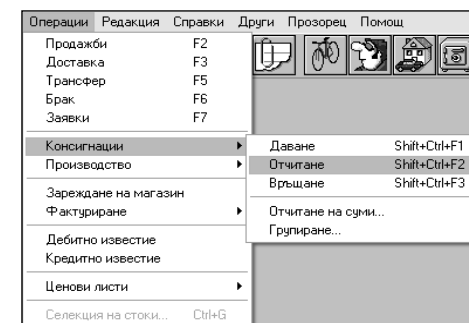 Операции Редакция Справки Други Прозорец Помощ
Продажби F2
Доставка F3
Трансфер F5
Брак F6
Заявки F7
Консигнации
Производство
Зареждане на магазин
Фактуриране
Дебитно известие
Кредитно известие
Ценови листи
Селекция на стоки... Ctrl+G
Даване Shift+Ctrl+F1
Отчитане Shift+Ctrl+F2
Връщане Shift+Ctrl+F3
Отчитане на суми...
Групиране...